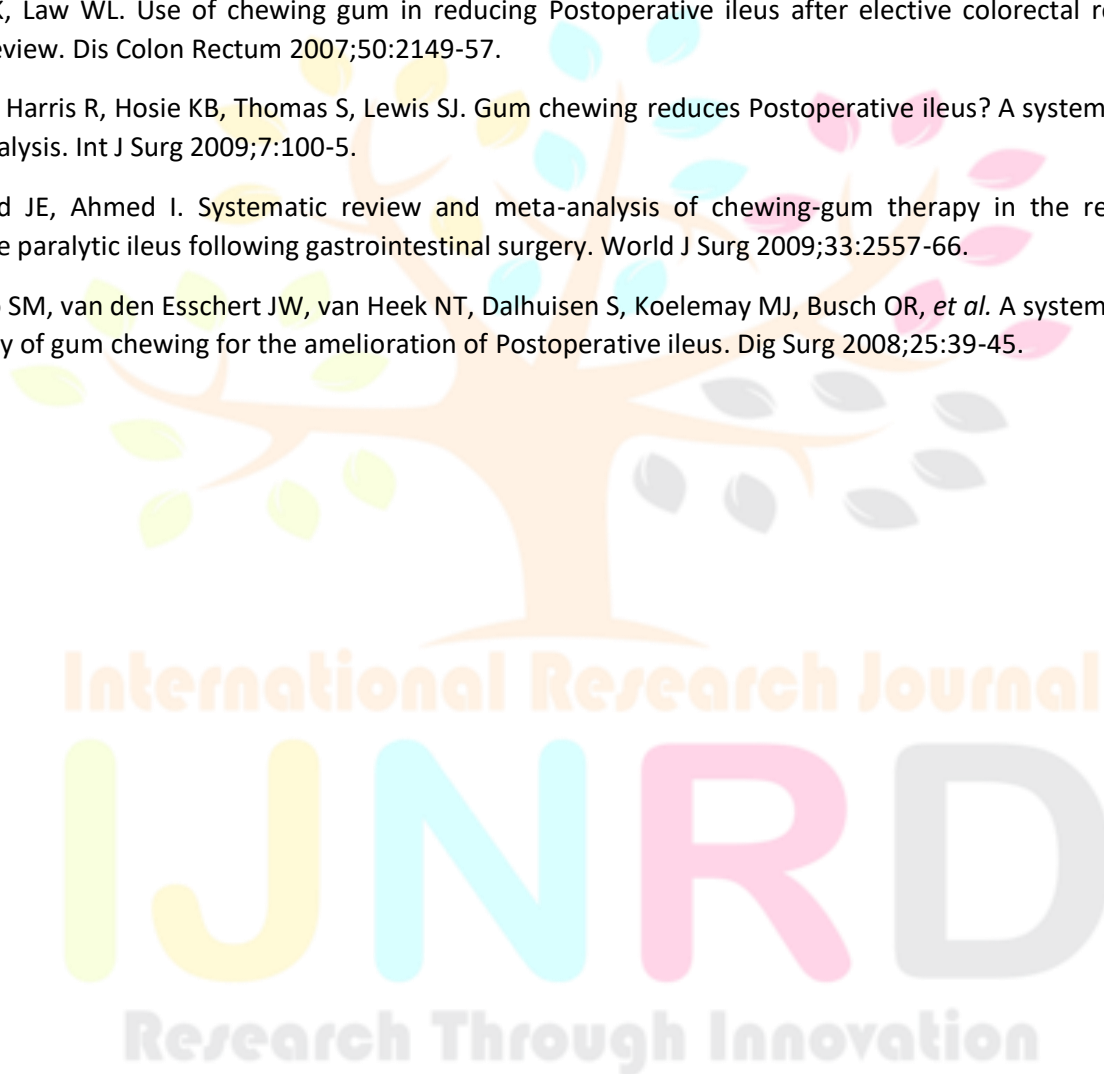 K, Law WL. Use of chewing gum in reducing Postoperative ileus after elective colorectal re
eview. Dis Colon Rectum 2007;50:2149-57.
Harris R, Hosie KB, Thomas S, Lewis SJ. Gum chewing reduces Postoperative ileus? A system
alysis. Int J Surg 2009;7:100-5.
d JE, Ahmed I. Systematic review and meta-analysis of chewing-gum therapy in the re
e paralytic ileus following gastrointestinal surgery. World J Surg 2009;33:2557-66.
SM, van den Esschert JW, van Heek NT, Dalhuisen S, Koelemay MJ, Busch OR, et al. A system
y of gum chewing for the amelioration of Postoperative ileus. Dig Surg 2008;25:39-45.
International Research Journal
IJNRD
Research Through Innovation